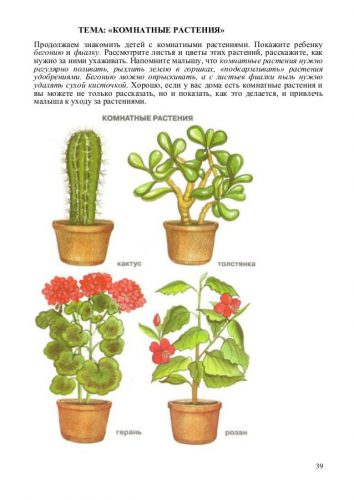 ТЕМА: «КОМНАТНЫЕ РАСТЕНИЯ»
Продолжаем знакомить детей с комнатными растениями. Покажите ребенку
бегонию и фиалку. Рассмотрите листья и цветы этих растений, расскажите, как
нужно за ними ухаживать. Напомните малышу, что комнатные растения нужно
регулярно поливать, рыхлить землю в горшках, «подкармливать» растения
удобрениями. Бегонию можно опрыскивать, а с листьев фиалки пыль нужно
удалять сухой кисточкой. Хорошо, если у вас дома есть комнатные растения и
вы можете не только рассказать, но и показать, как это делается, и привлечь
малыша к уходу за растениями.
КОМНАТНЫЕ РАСТЕНИЯ
кактус
толстянка
герань
розан
39